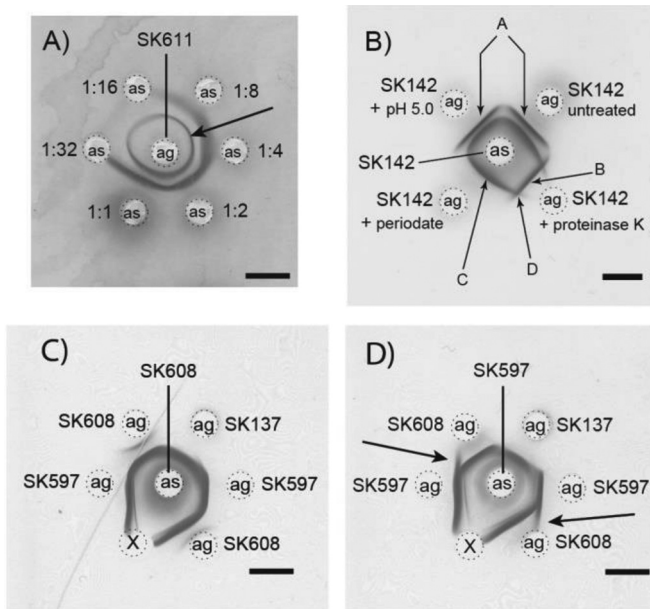 A)
SK611
1:16 as
as 1:8
1:32 as
ag
as 1:4
1:1 as
as 1:2
B)
A
SK142
+ pH 5.0
ag
ag
SK142
untreated
SK142
as
B
SK142
+ periodate
ag
ag
SK142
+ proteinase K
C
D
C)
SK608
SK608 ag
ag SK137
SK597 ag
as
ag SK597
X
ag SK608
D)
SK597
SK608
ag
ag SK137
SK597 ag
as
ag SK597
X
ag SK608